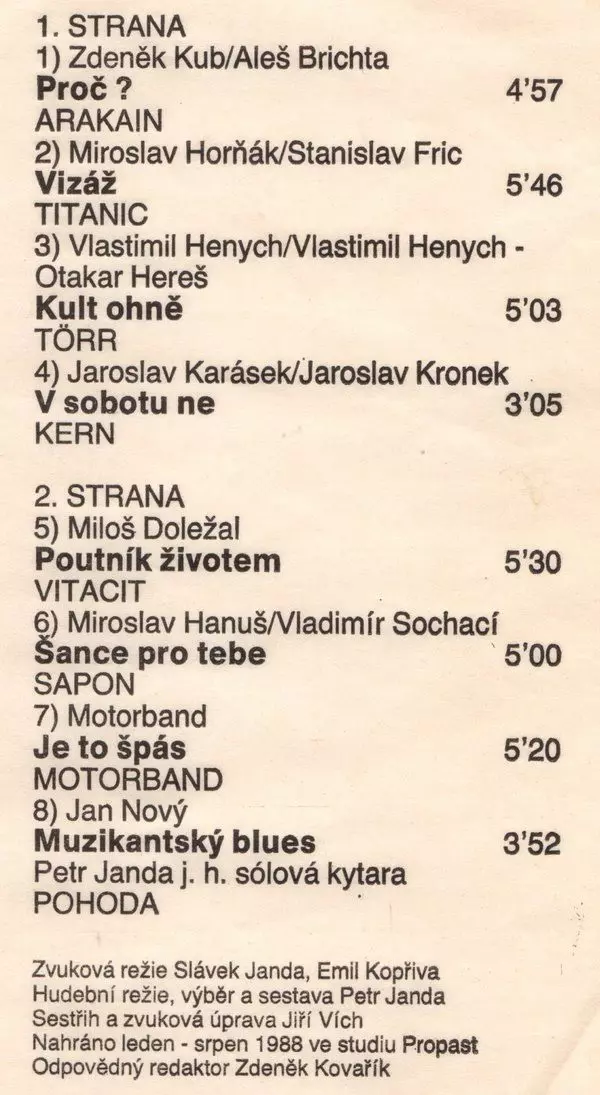 1. STRANA
1) Zdeněk Kub/Aleš Brichta
Proč ? 4'57
ARAKAIN
2) Miroslav Horňák/Stanislav Fric
Vizáž 5'46
TITANIC
3) Vlastimil Henych/Vlastimil Henych -
Otakar Hereš
Kult ohně 5'03
TÖRR
4) Jaroslav Karásek/Jaroslav Kronek
V sobotu ne 3'05
KERN
2. STRANA
5) Miloš Doležal
Poutník životem 5'30
VITACIT
6) Miroslav Hanuš/Vladimír Sochací
Šance pro tebe 5'00
SAPON
7) Motorband
Je to špás 5'20
MOTORBAND
8) Jan Nový
Muzikantský blues 3'52
Petr Janda j. h. sólová kytara
POHODA
Zvuková režie Slávek Janda, Emil Kopřiva
Hudební režie, výběr a sestava Petr Janda
Sestřih a zvuková úprava Jiří Vích
Nahráno leden - srpen 1988 ve studiu Propast
Odpovědný redaktor Zdeněk Kovařík